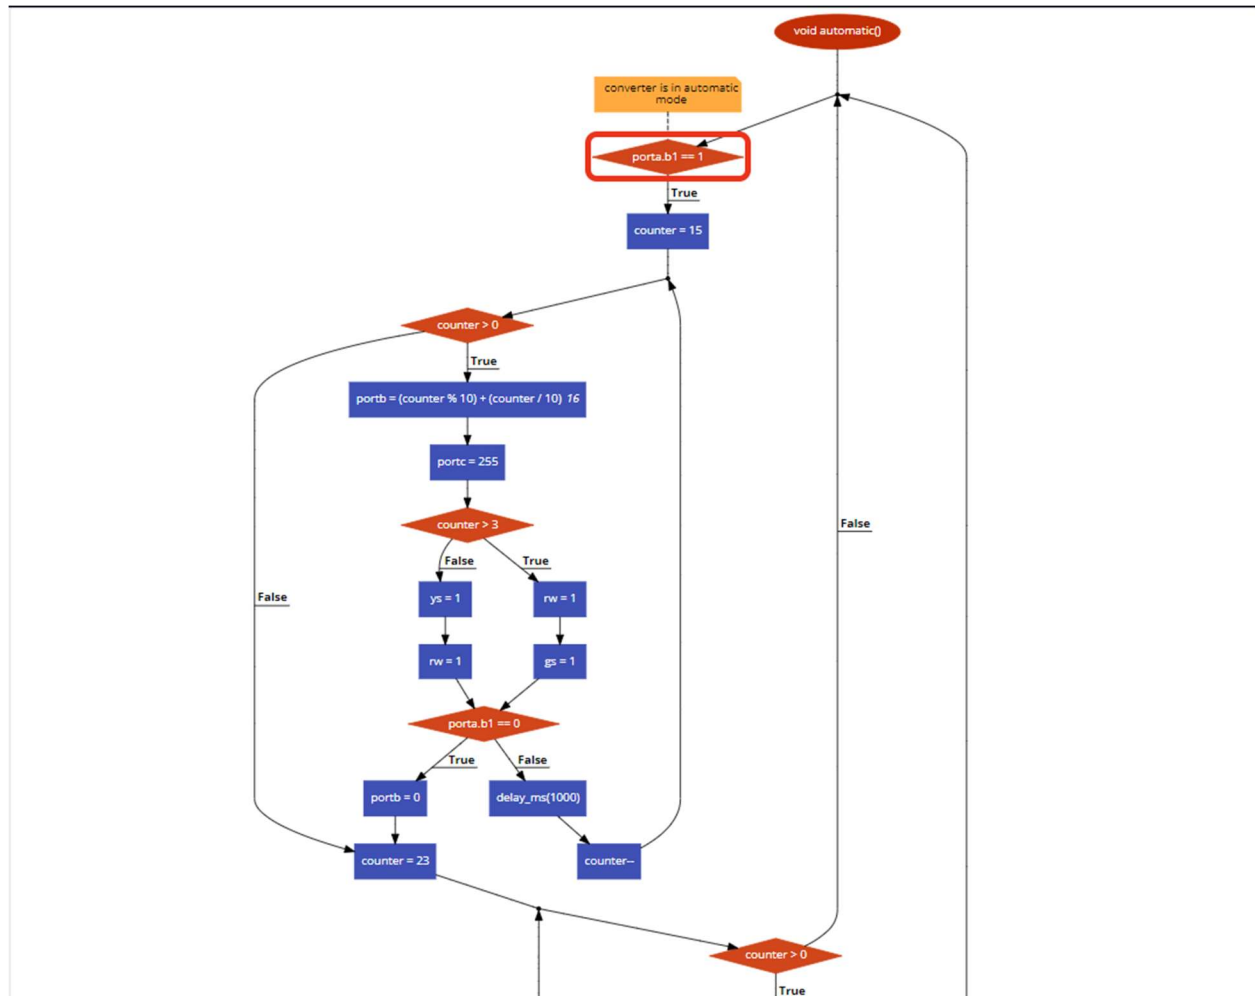 void automatic()
converter is in automatic
mode
porta.b1 == 1
True
counter = 15
counter > 0
True
portb = (counter % 10) + (counter / 10) 16
portc = 255
counter > 3
False
True
False
ys = 1
rw = 1
False
rw = 1
gs = 1
porta.b1 == 0
True
False
portb = 0
delay_ms(1000)
counter = 23
counter--
counter > 0
True